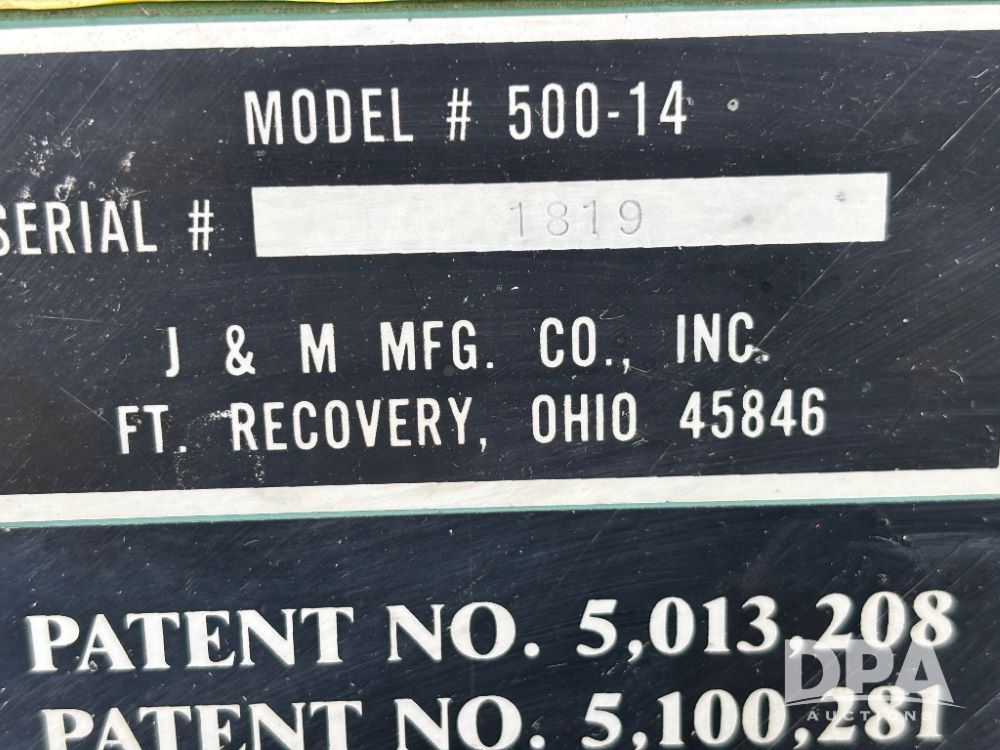 MODEL # 500-14
SERIAL # 1819
J & M MFG. CO., INC.
FT. RECOVERY, OHIO 45846
PATENT NO. 5,013,208
PATENT NO. 5,100,281
DPA
AUCTIONS